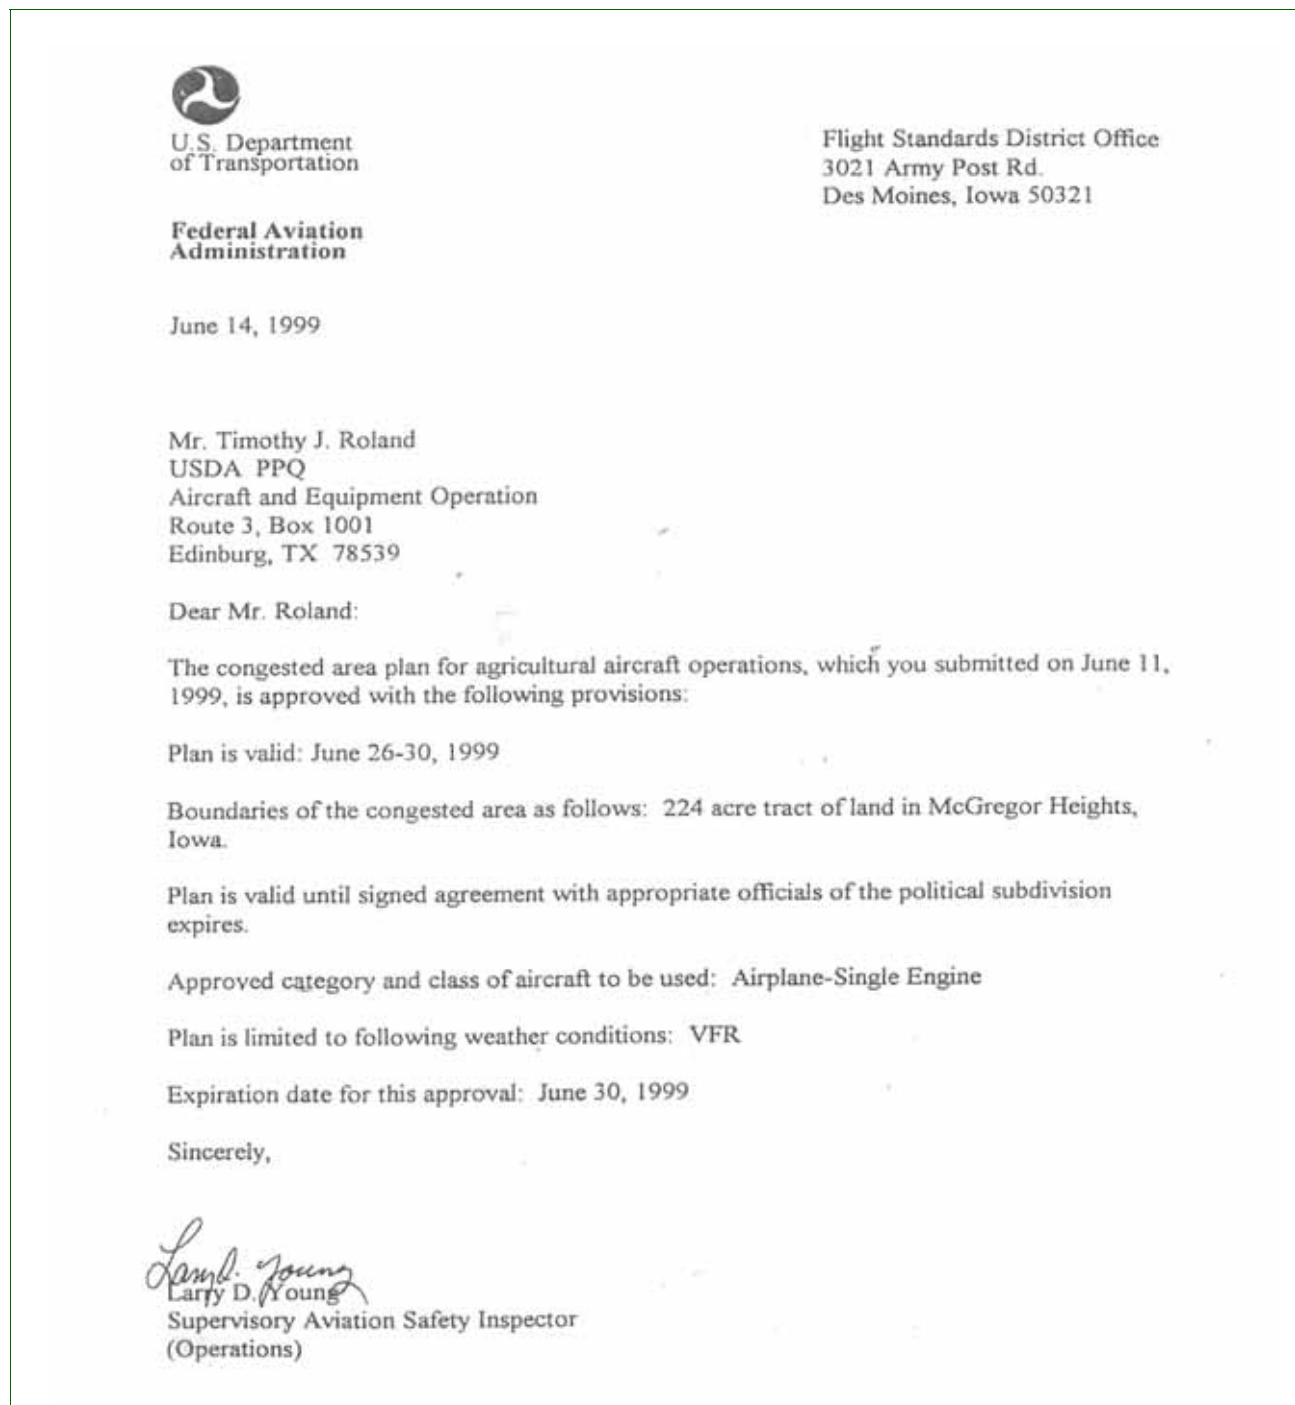 U.S. Department
of Transportation
Federal Aviation
Administration
Flight Standards District Office
3021 Army Post Rd.
Des Moines, Iowa 50321
June 14, 1999
Mr. Timothy J. Roland
USDA PPQ
Aircraft and Equipment Operation
Route 3, Box 1001
Edinburg, TX 78539
Dear Mr. Roland:
The congested area plan for agricultural aircraft operations, which you submitted on June 11,
1999, is approved with the following provisions:
Plan is valid: June 26-30, 1999
Boundaries of the congested area as follows: 224 acre tract of land in McGregor Heights,
Iowa.
Plan is valid until signed agreement with appropriate officials of the political subdivision
expires.
Approved category and class of aircraft to be used: Airplane-Single Engine
Plan is limited to following weather conditions: VFR
Expiration date for this approval: June 30, 1999
Sincerely,
Larry D. Young
Larry D. Young
Supervisory Aviation Safety Inspector
(Operations)